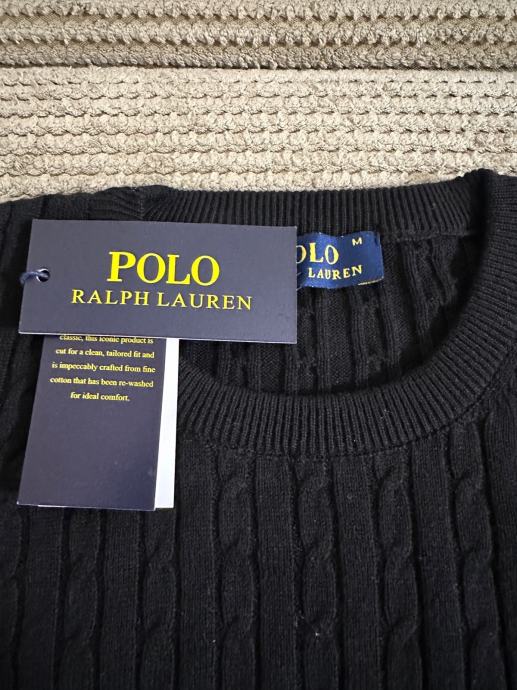 POLO
RALPH LAUREN
OLO
M
LAUREN
classic, this iconic product is
cut for a clean, tailored fit and
is impeccably crafted from fine
cotton that has been re-washed
for ideal comfort.